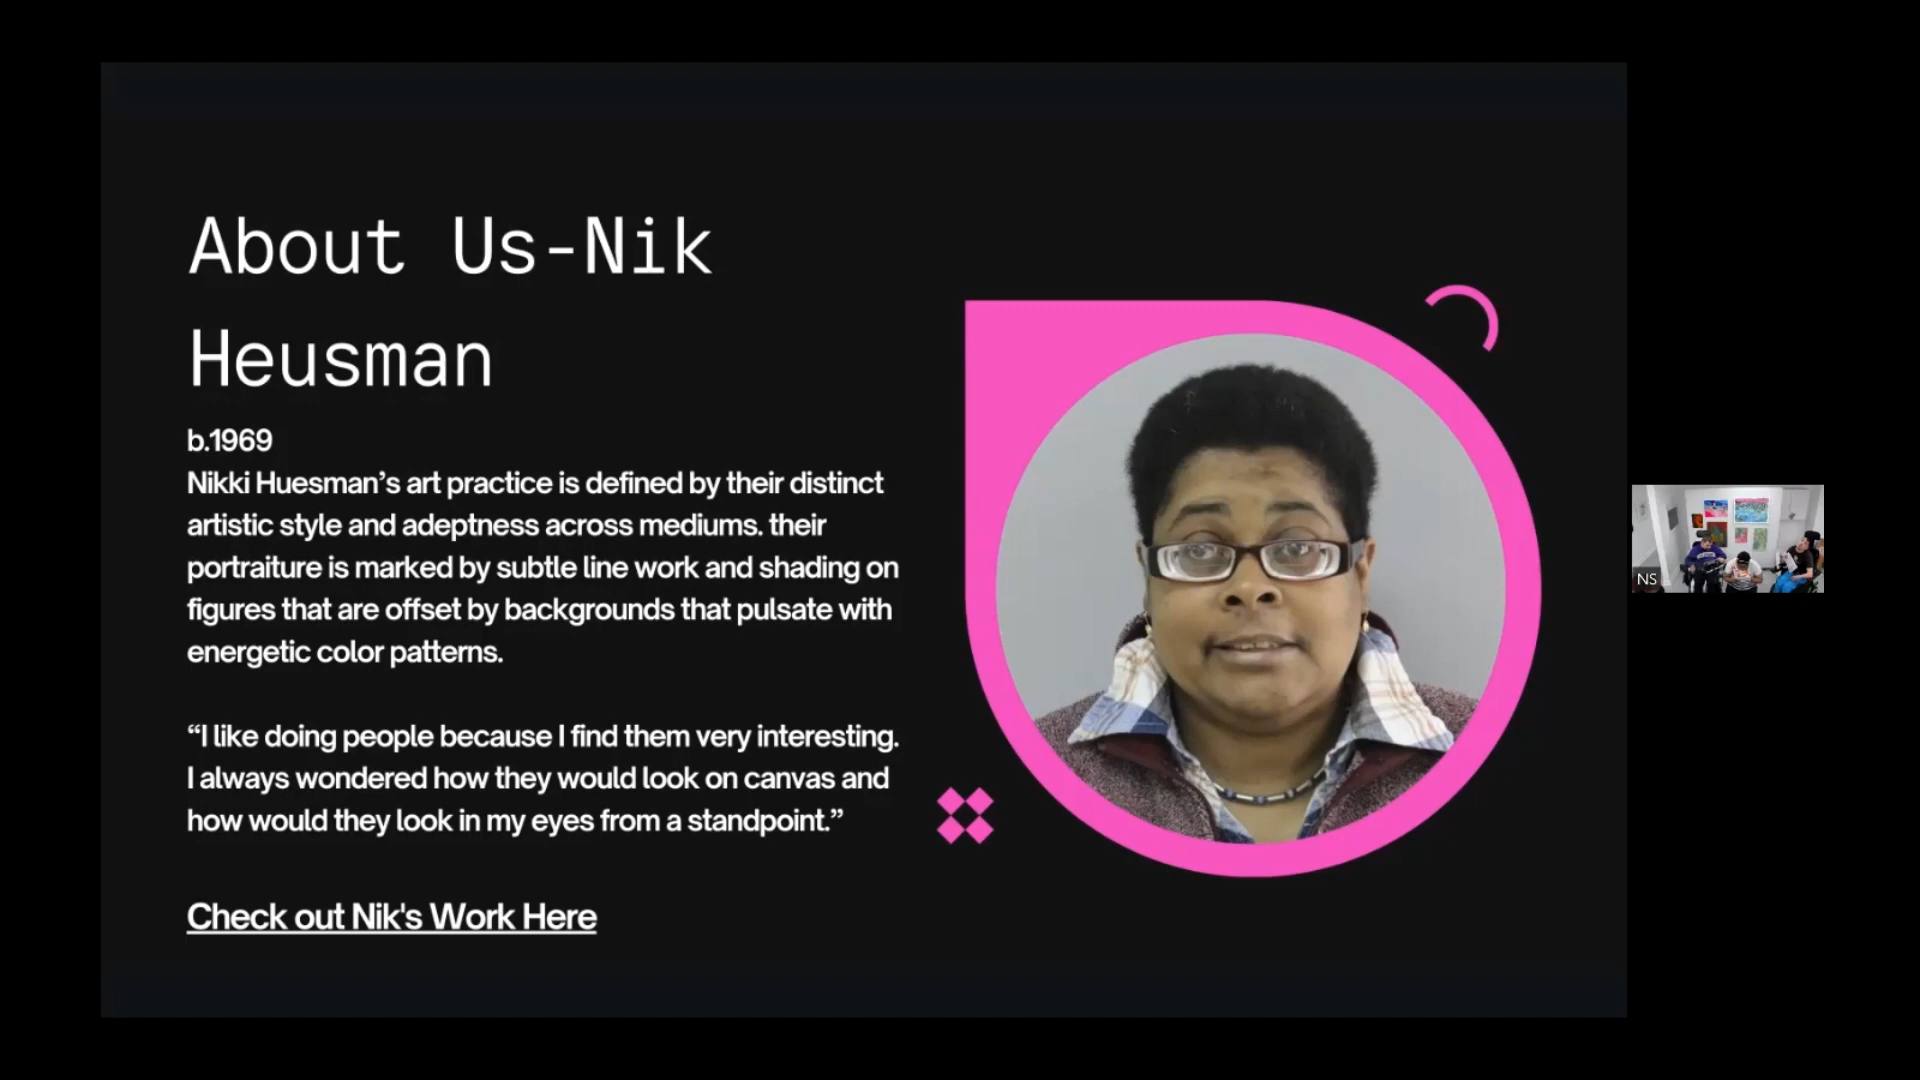 About Us-Nik
Heusman
b.1969
Nikki Huesman’s art practice is defined by their distinct
artistic style and adeptness across mediums. their
portraiture is marked by subtle line work and shading on
figures that are offset by backgrounds that pulsate with
energetic color patterns.
“I like doing people because I find them very interesting.
I always wondered how they would look on canvas and
how would they look in my eyes from a standpoint.”
Check out Nik's Work Here
NS